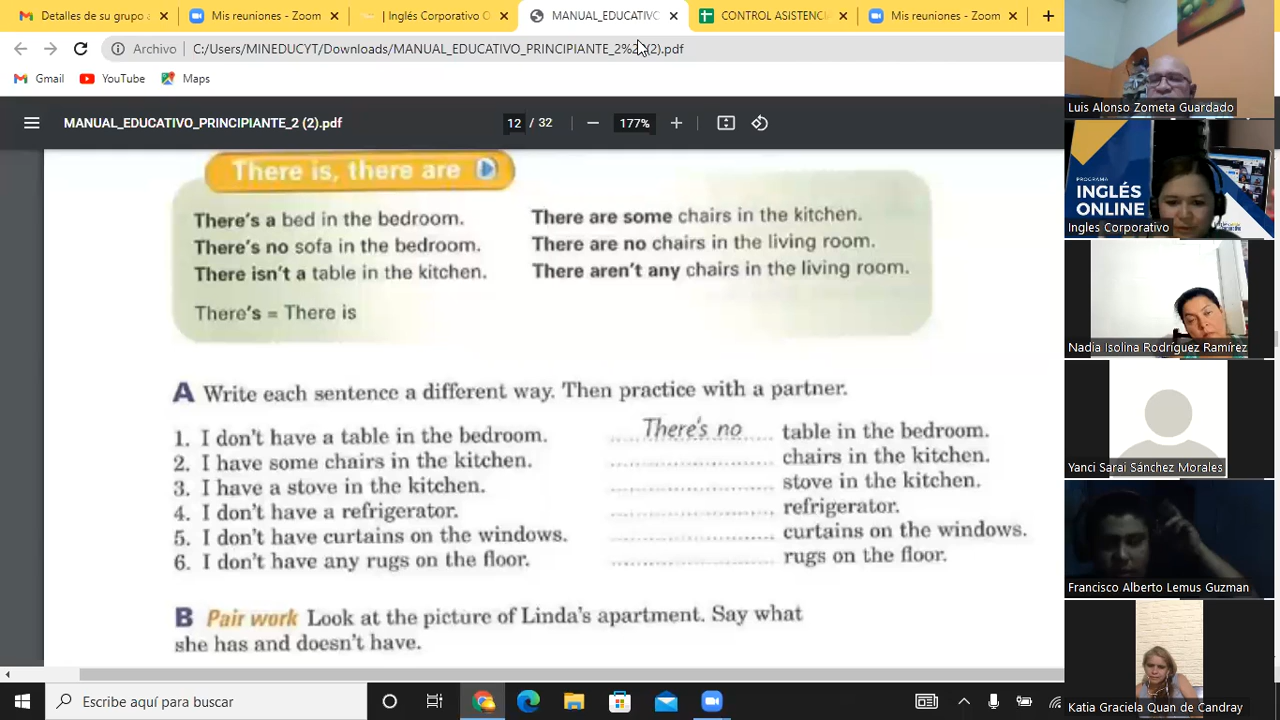 Detalles de su grupo a
Mis reuniones - Zoom
Inglés Corporativo O
MANUAL_EDUCATIVO
CONTROL ASISTENCI
Mis reuniones - Zoom
Archivo
C:/Users/MINEDUCYT/Downloads/MANUAL_EDUCATIVO_PRINCIPIANTE_2%20(2).pdf
Gmail
YouTube
Maps
MANUAL_EDUCATIVO_PRINCIPIANTE_2 (2).pdf
12 / 32
177%
There is, there are
There's a bed in the bedroom.
There's no sofa in the bedroom.
There isn't a table in the kitchen.
There's = There is
There are some chairs in the kitchen.
There are no chairs in the living room.
There aren't any chairs in the living room.
A Write each sentence a different way. Then practice with a partner.
1. I don't have a table in the bedroom. There's no table in the bedroom.
2. I have some chairs in the kitchen. chairs in the kitchen.
3. I have a stove in the kitchen. stove in the kitchen.
4. I don't have a refrigerator. refrigerator.
5. I don't have curtains on the windows. curtains on the windows.
6. I don't have any rugs on the floor. rugs on the floor.
B Pair work Look at the picture of Linda's apartment. Say what
she has and doesn't have.
Escribe aquí para buscar
Luis Alonso Zometa Guardado
PROGRAMA
INGLÉS
ONLINE
Ingles Corporativo
Nadia Isolina Rodríguez Ramírez
Yanci Sarai Sánchez Morales
Francisco Alberto Lemus Guzman
Katia Graciela Quan de Candray